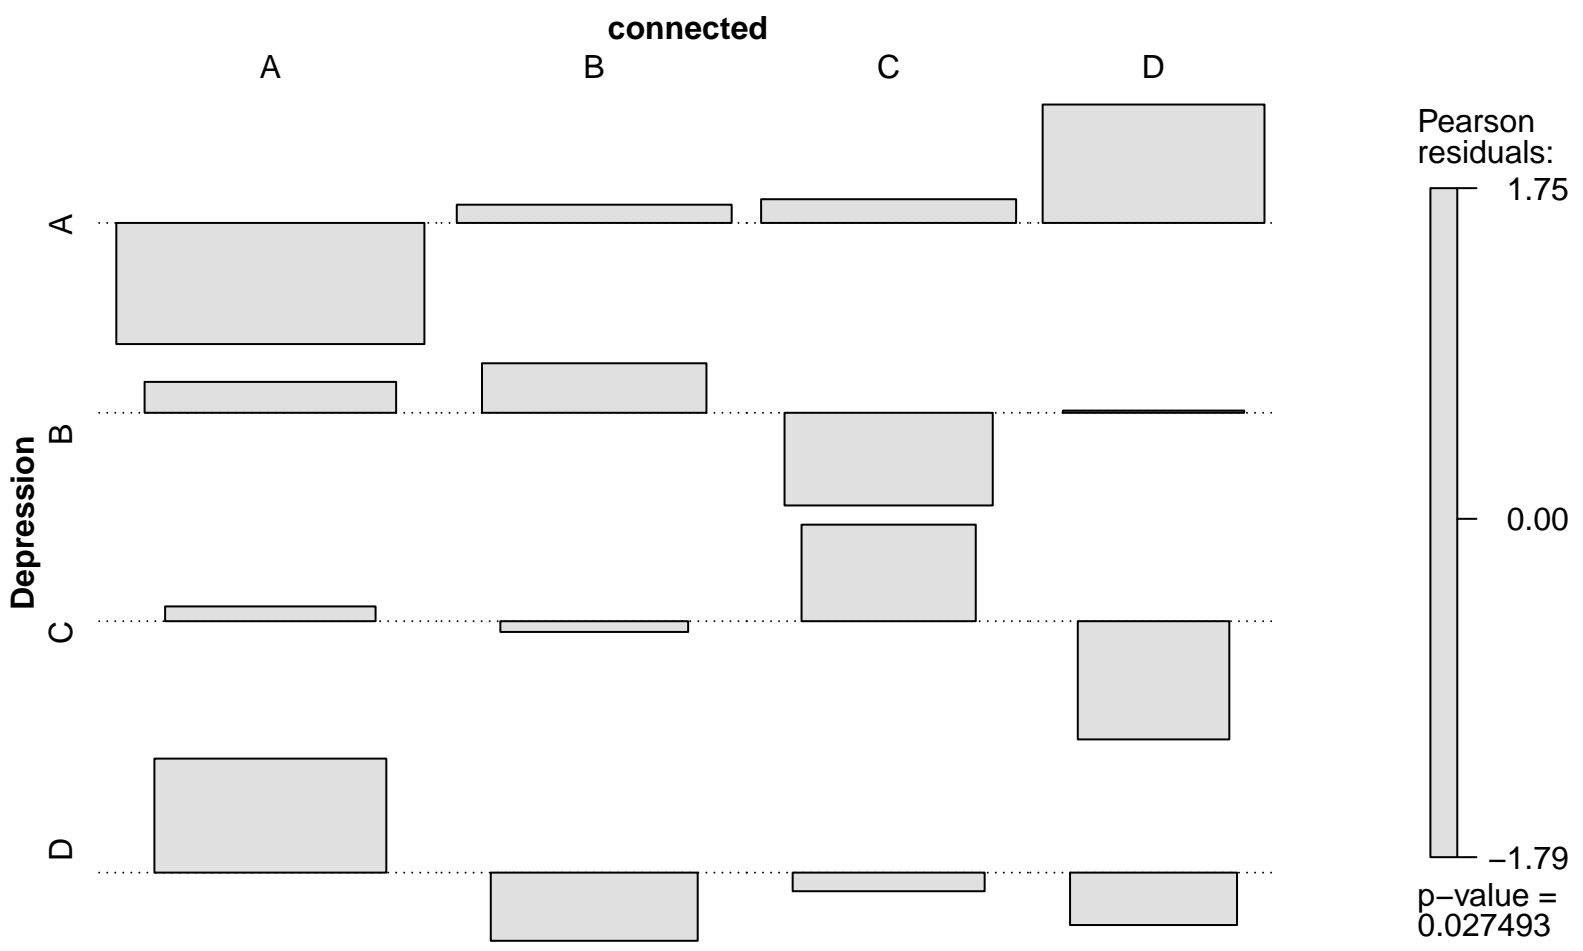 connected
A B C D
Pearson
residuals:
1.75
A
B
Depression
0.00
C
D
−1.79
p−value =
0.027493